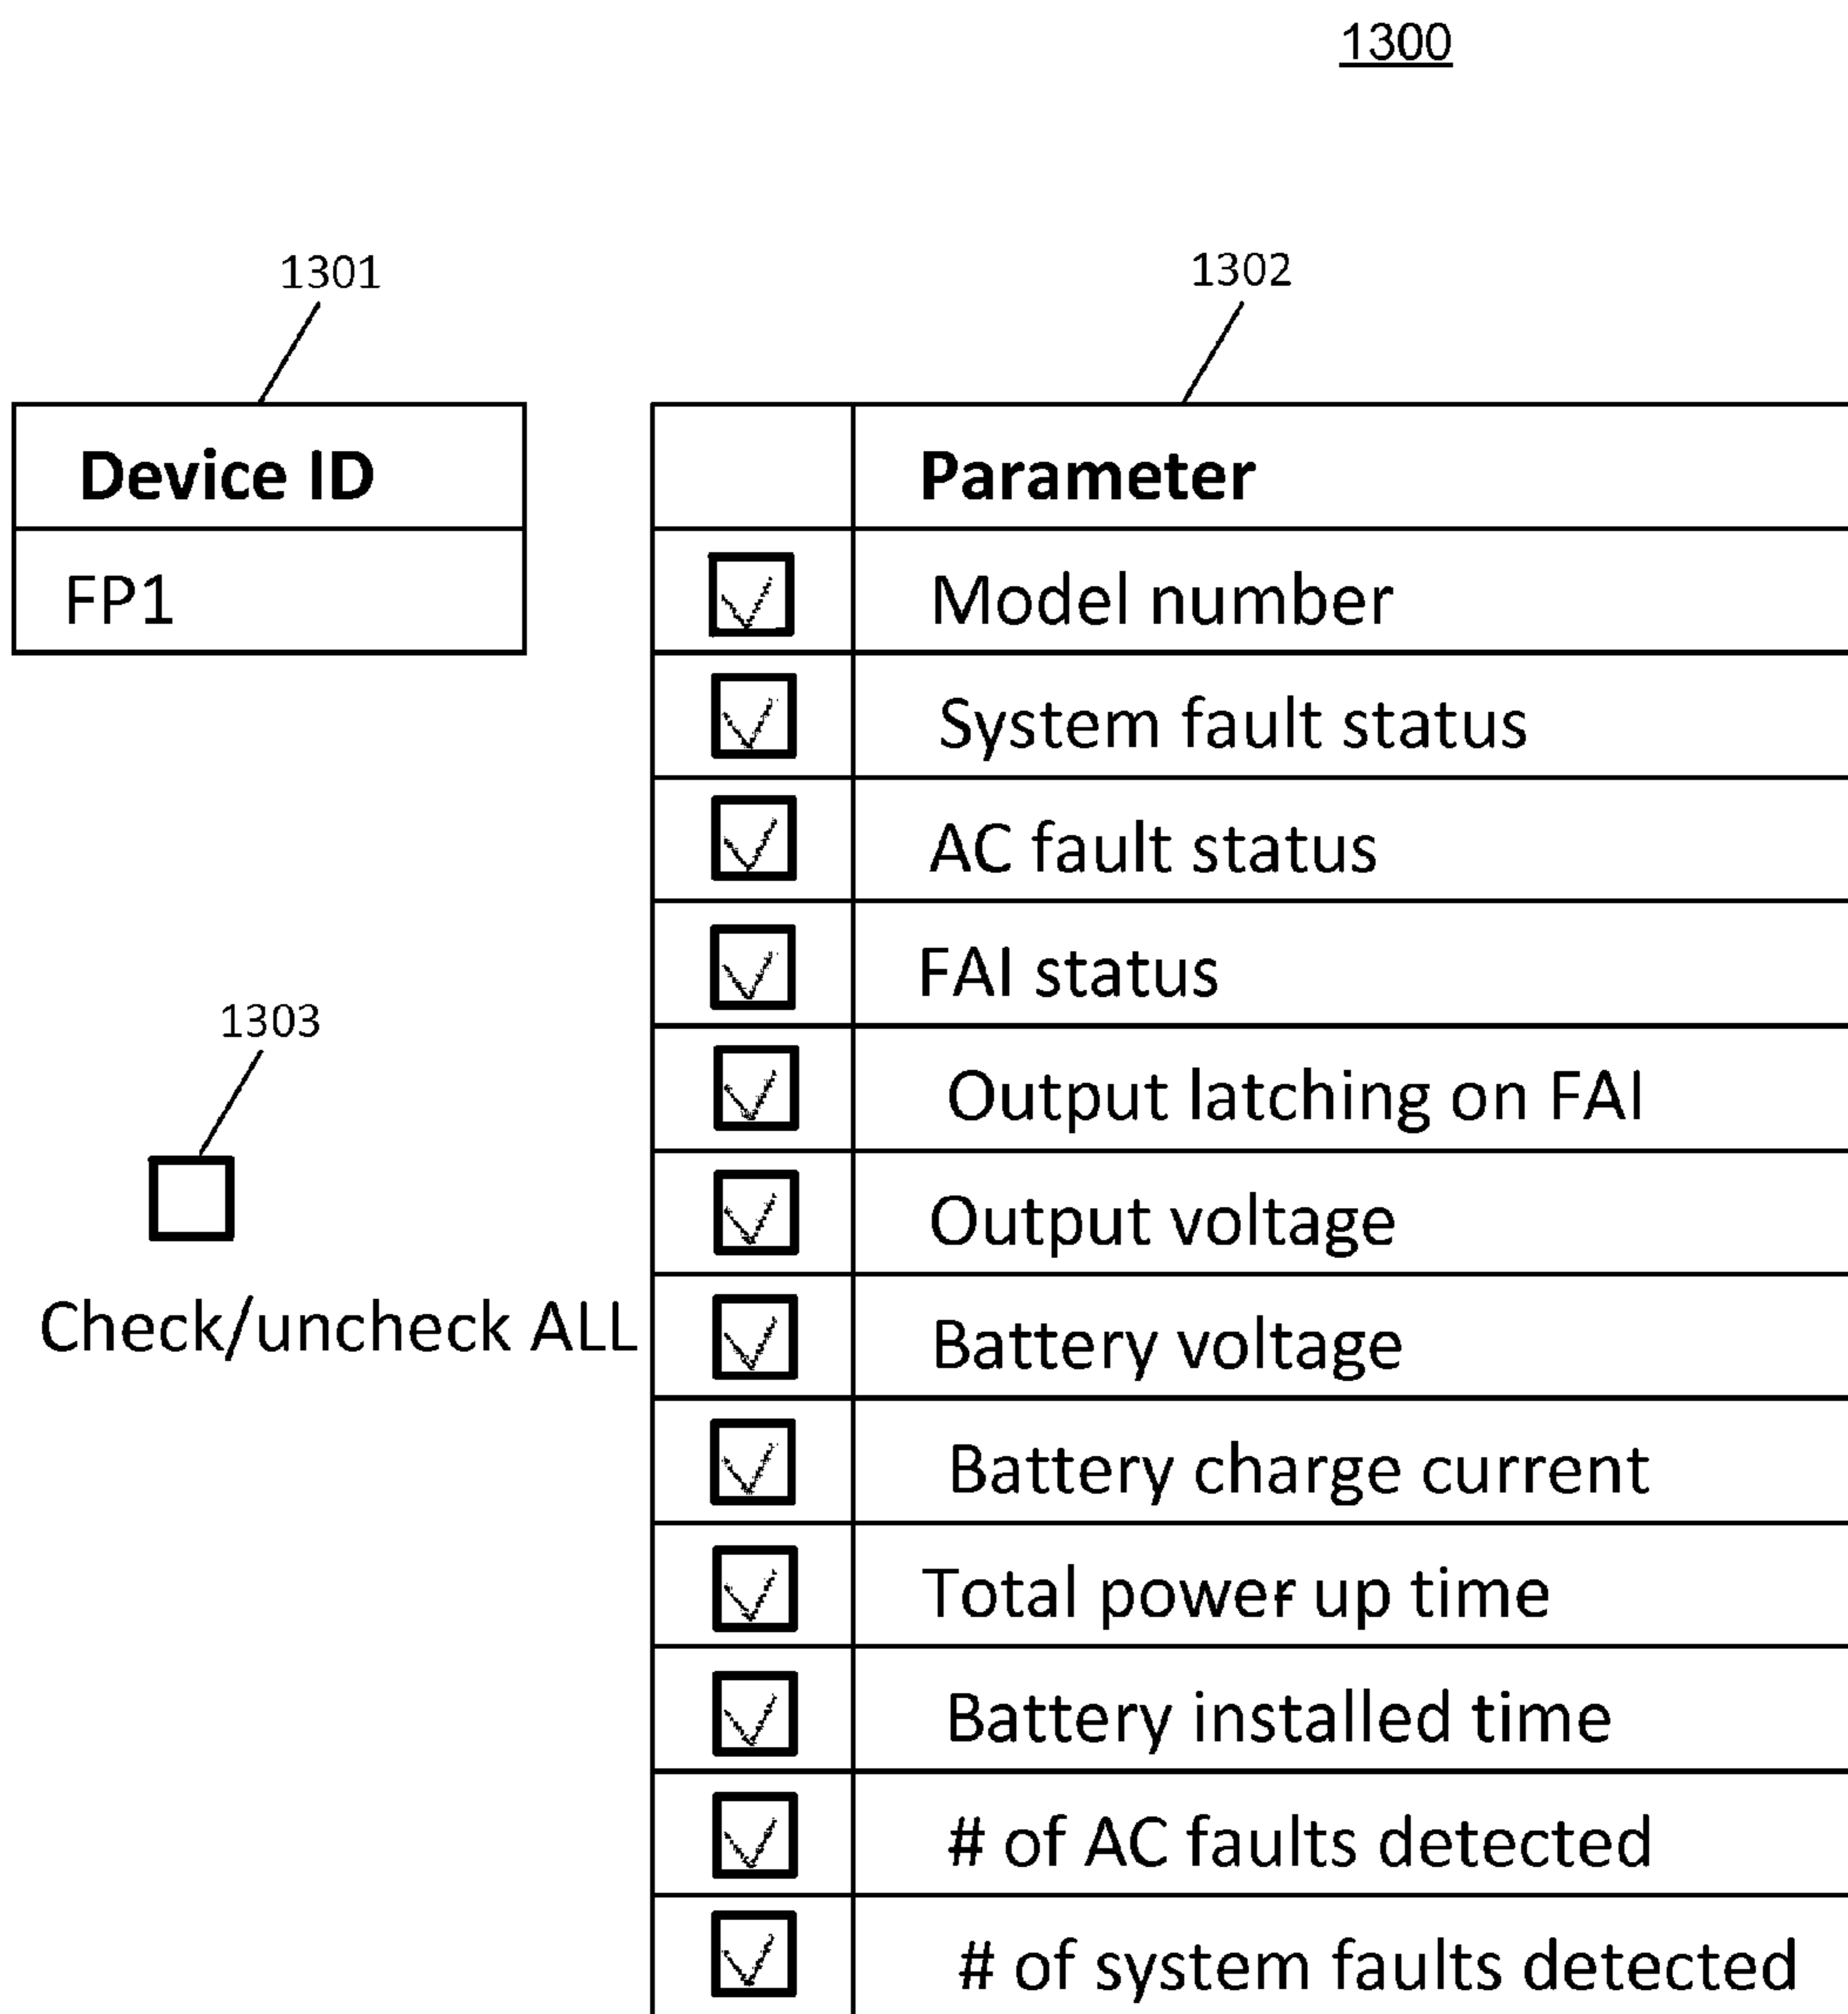 1300
1301
1302
Device ID
FP1
1303
Check/uncheck ALL
Parameter
Model number
System fault status
AC fault status
FAI status
Output latching on FAI
Output voltage
Battery voltage
Battery charge current
Total power up time
Battery installed time
# of AC faults detected
# of system faults detected